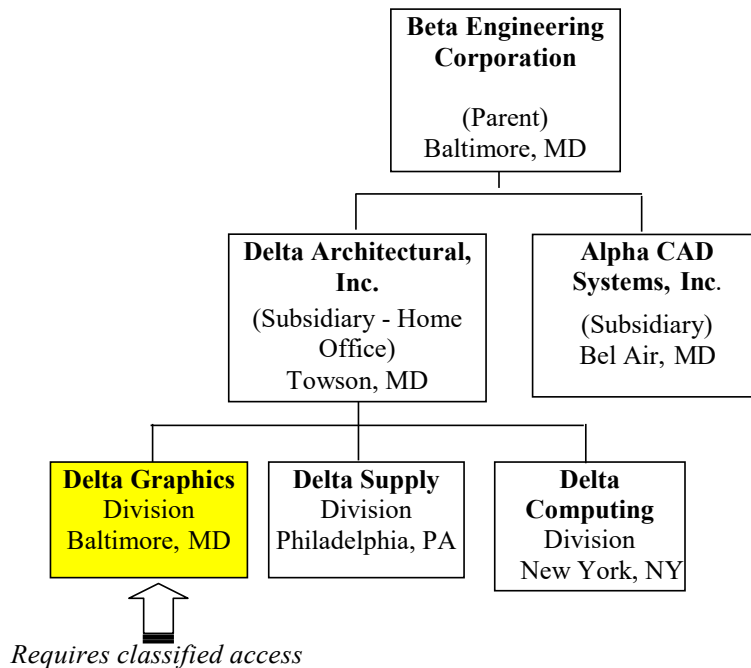 Beta Engineering
Corporation
(Parent)
Baltimore, MD
Delta Architectural,
Inc.
(Subsidiary - Home
Office)
Towson, MD
Alpha CAD
Systems, Inc.
(Subsidiary)
Bel Air, MD
Delta Graphics
Division
Baltimore, MD
Delta Supply
Division
Philadelphia, PA
Delta
Computing
Division
New York, NY
Requires classified access